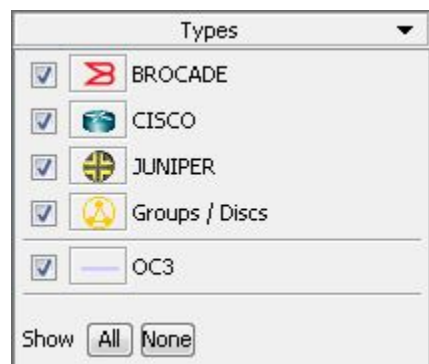 Types
BROCADE
CISCO
JUNIPER
Groups / Discs
OC3
Show All None